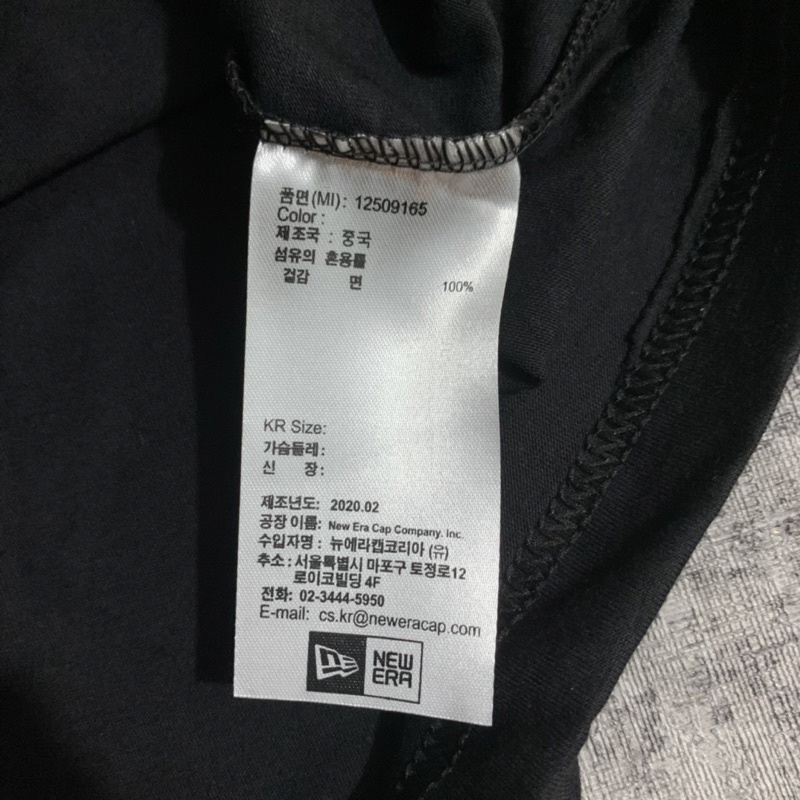 품면(MI): 12509165
Color :
제조국 : 중국
섬유의 혼용률
겉감 면 100%
KR Size:
가슴둘레:
신 장:
제조년도: 2020.02
공장 이름: New Era Cap Company. Inc.
수입자명 : 뉴에라캡코리아 (유)
추소 : 서울특별시 마포구 토정로12
로이코빌딩 4F
전화: 02-3444-5950
E-mail: cs.kr@neweracap.com
NE NEW
ERA